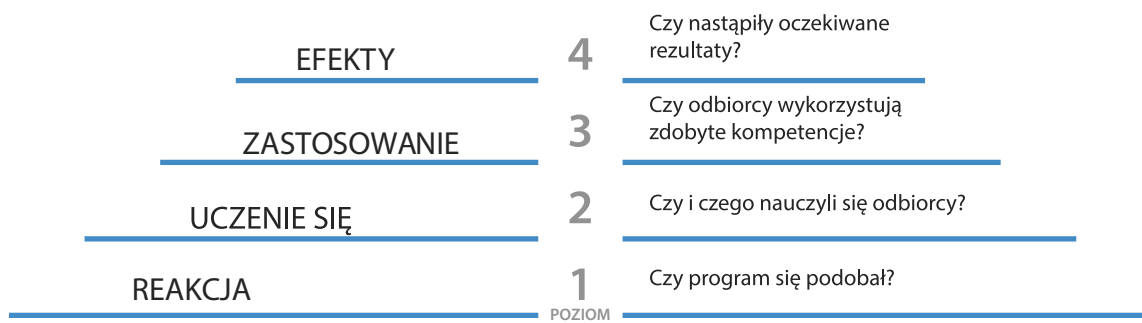 EFEKTY
4
Czy nastąpiły oczekiwane
rezultaty?
ZASTOSOWANIE
3
Czy odbiorcy wykorzystują
zdobyte kompetencje?
UCZENIE SIĘ
2
Czy i czego nauczyli się odbiorcy?
REAKCJA
1
POZIOM
Czy program się podobał?